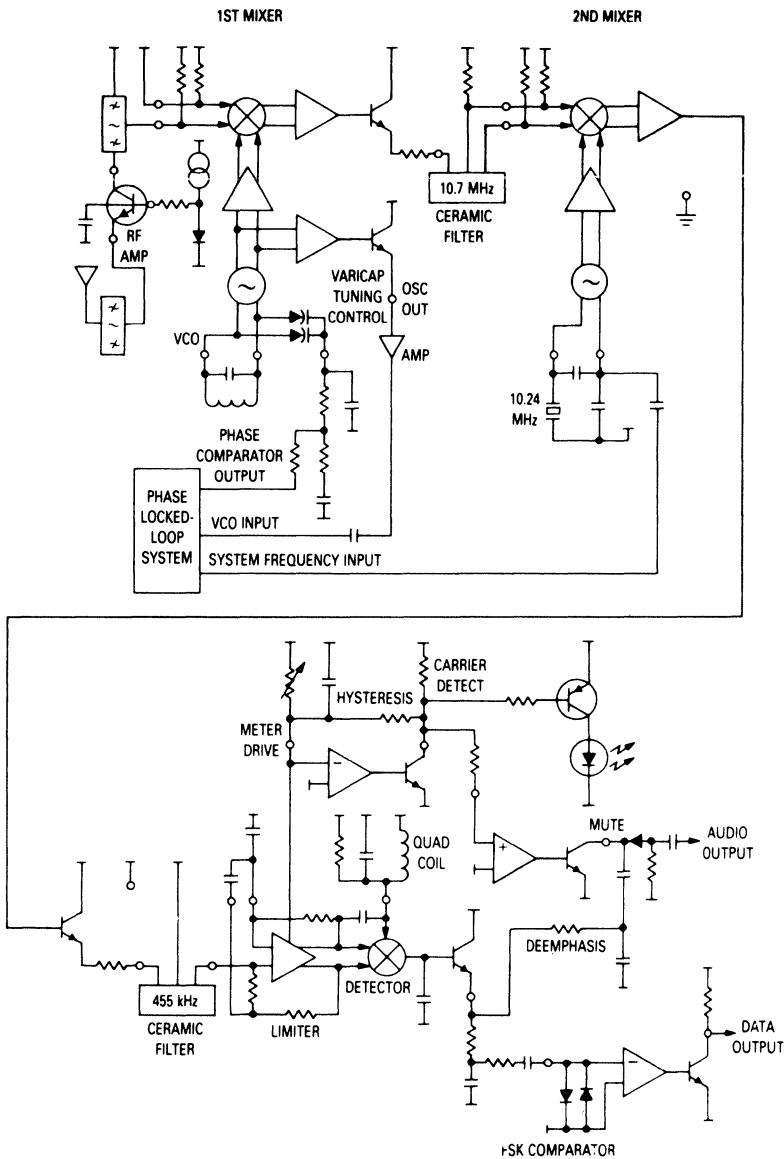 1ST MIXER
2ND MIXER
10.7 MHz
CERAMIC
FILTER
RF
AMP
VARICAP
TUNING
CONTROL
OSC
OUT
VCO
AMP
10.24
MHz
PHASE
COMPARATOR
OUTPUT
PHASE
LOCKED-
LOOP
SYSTEM
VCO INPUT
SYSTEM FREQUENCY INPUT
CARRIER
DETECT
HYSTERESIS
METER
DRIVE
-
QUAD
COIL
MUTE
AUDIO
OUTPUT
+
DEEMPHASIS
DETECTOR
455 kHz
CERAMIC
FILTER
LIMITER
DATA
OUTPUT
-
FSK COMPARATOR